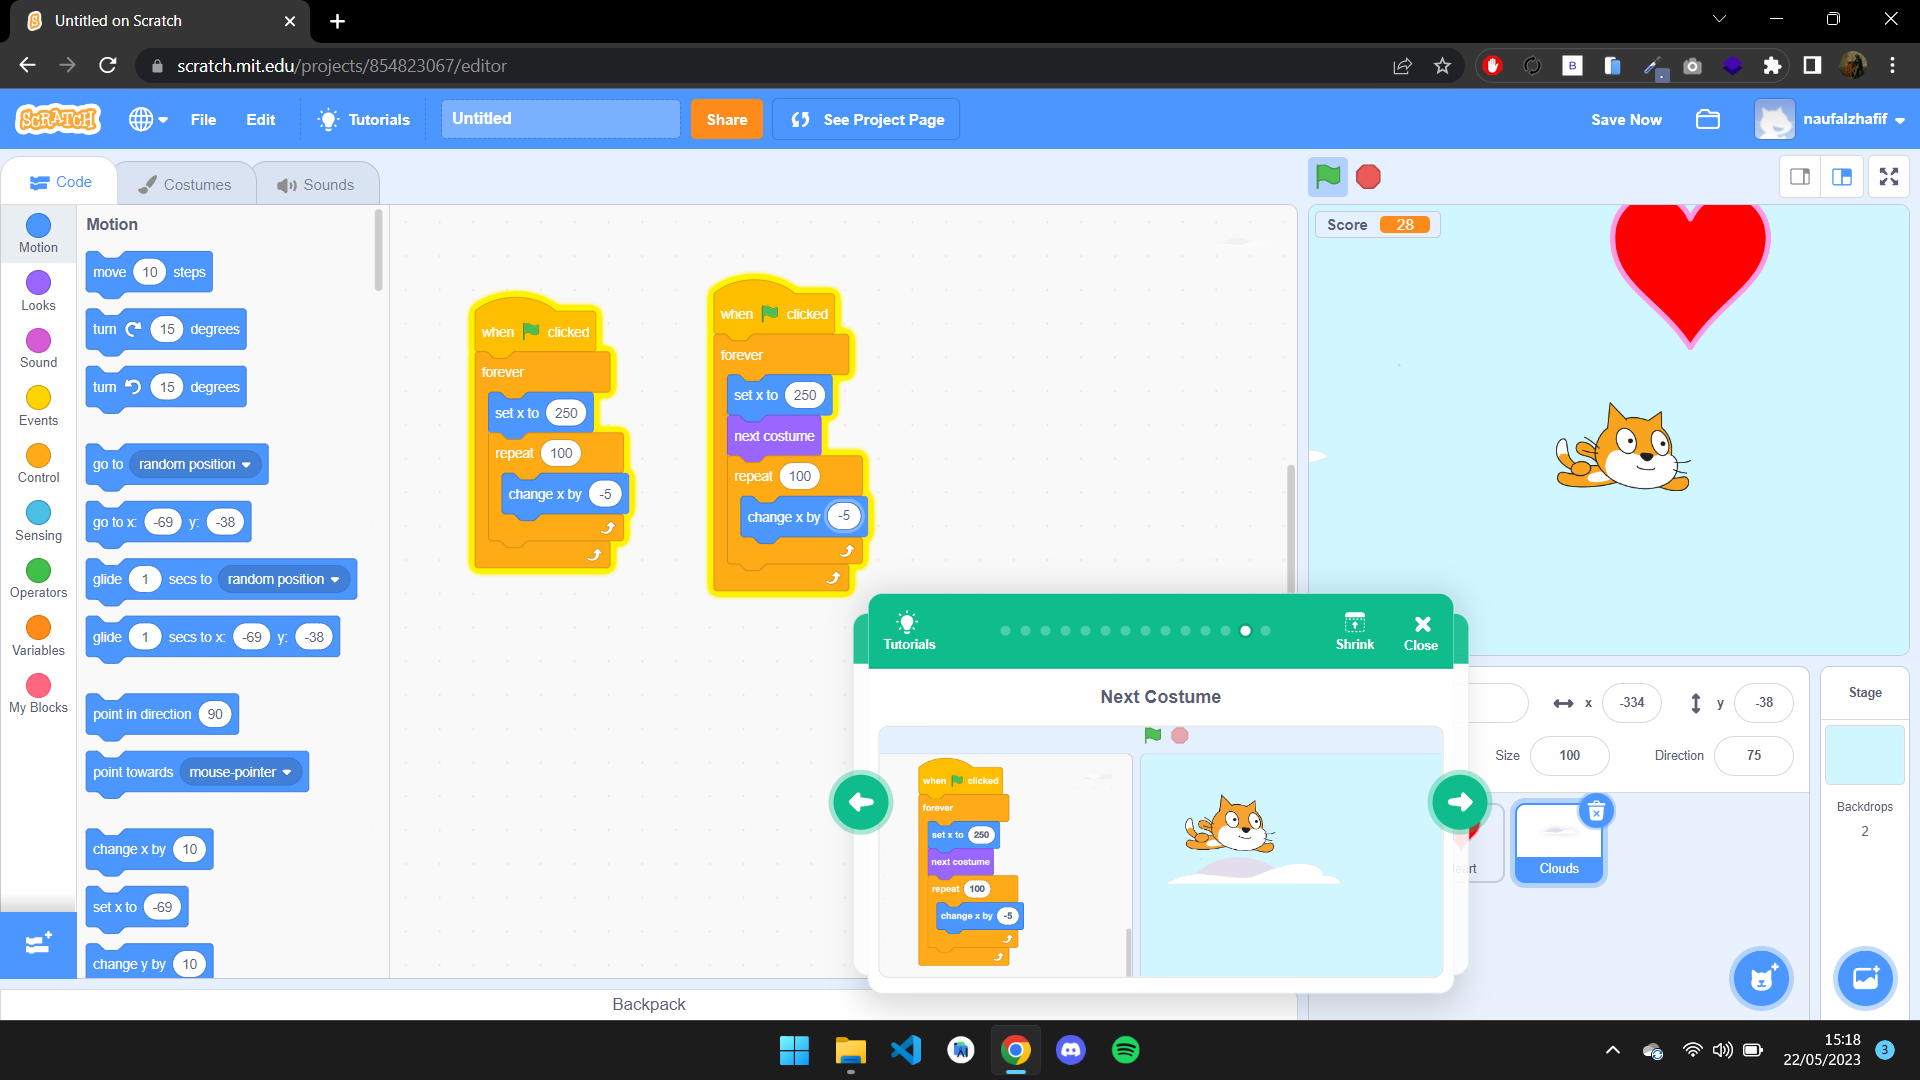 Untitled on Scratch
scratch.mit.edu/projects/854823067/editor
SCRATCH
File
Edit
Tutorials
Untitled
Share
See Project Page
Save Now
naufalzhafif
Code
Costumes
Sounds
Motion
Looks
Sound
Events
Control
Sensing
Operators
Variables
My Blocks
Motion
move 10 steps
turn 15 degrees
turn 15 degrees
go to random position
go to x: -69 y: -38
glide 1 secs to random position
glide 1 secs to x: -69 y: -38
point in direction 90
point towards mouse-pointer
change x by 10
set x to -69
change y by 10
when clicked
forever
set x to 250
repeat 100
change x by -5
when clicked
forever
set x to 250
next costume
repeat 100
change x by -5
Score 28
Tutorials
Shrink
Close
Next Costume
when clicked
forever
set x to 250
next costume
repeat 100
change x by -5
x -334
y -38
Size 100
Direction 75
Clouds
Stage
Backdrops
2
Backpack
15:18
22/05/2023
3
B